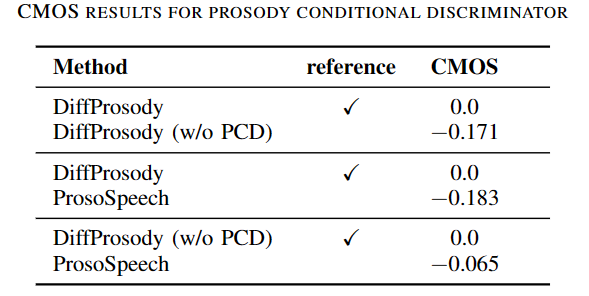 CMOS RESULTS FOR PROSODY CONDITIONAL DISCRIMINATOR
Method reference CMOS
DiffProsody ✓ 0.0
DiffProsody (w/o PCD) −0.171
DiffProsody ✓ 0.0
ProsoSpeech −0.183
DiffProsody (w/o PCD) ✓ 0.0
ProsoSpeech −0.065